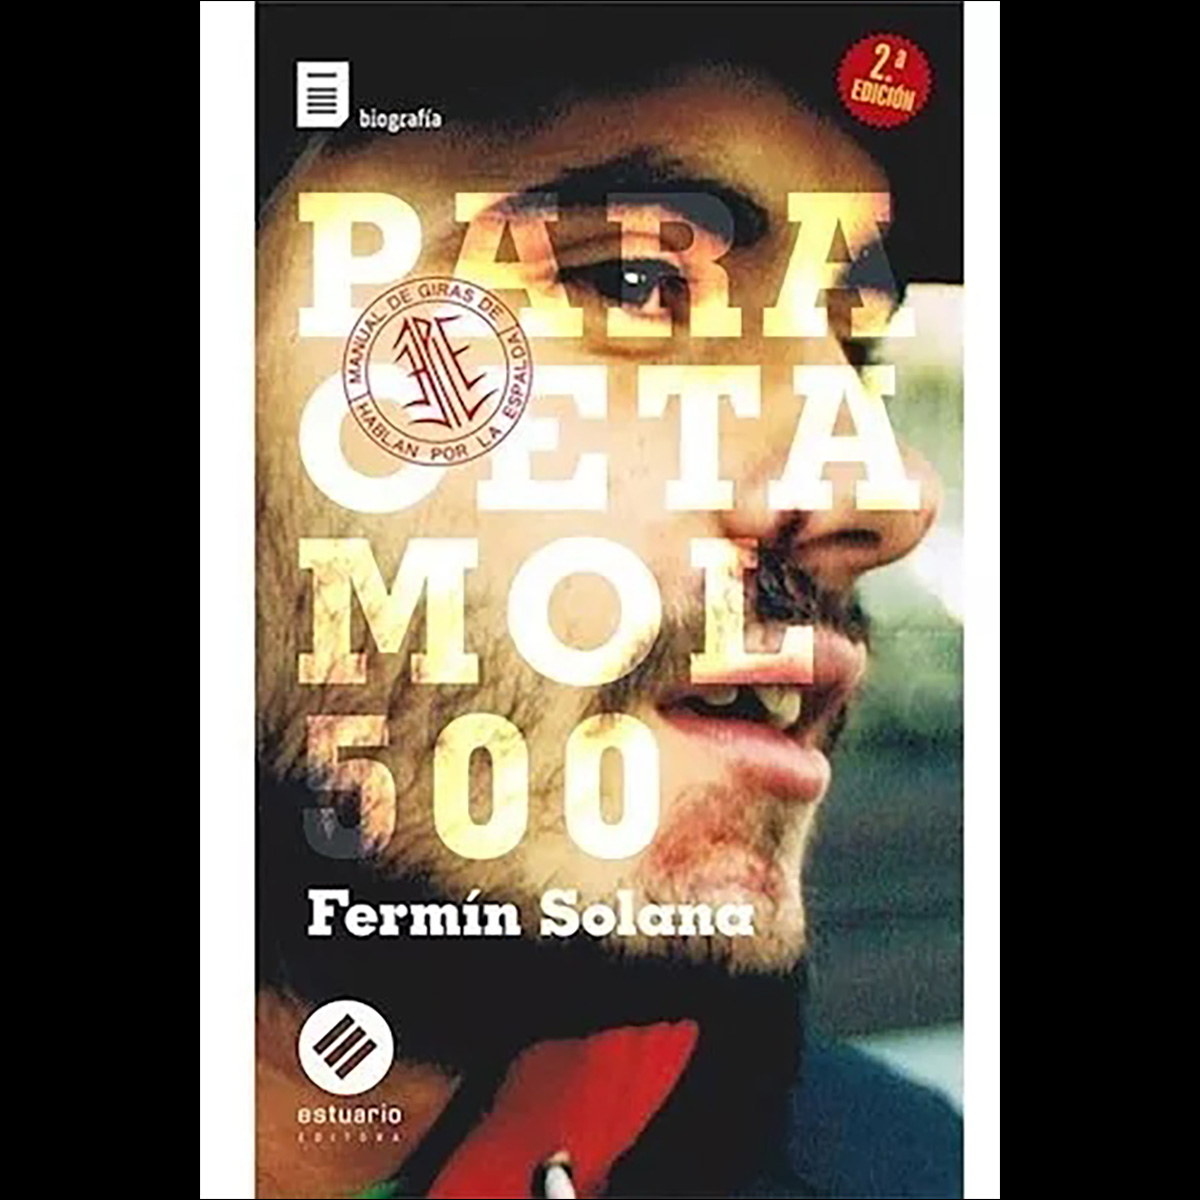 biografía
2.ª
EDICIÓN
PARA
CETA
MOL
500
MANUAL DE GIRAS DE
HABLAN POR LA ESPALDA
Fermín Solana
estuario
EDITORA